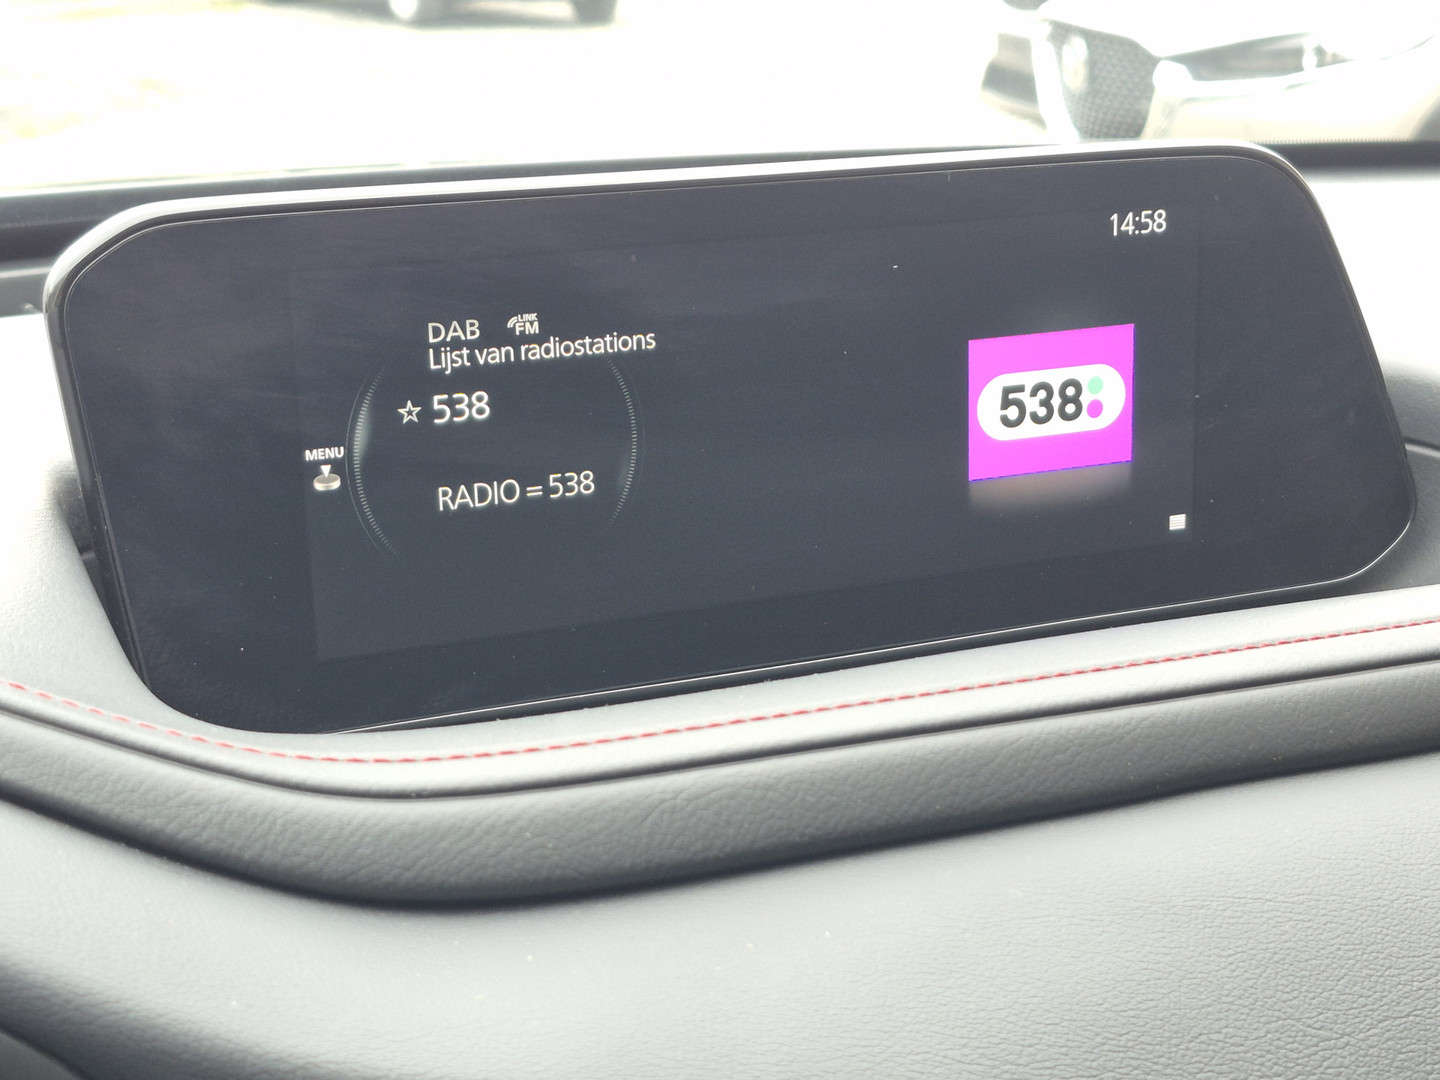 14:58
DAB LINK FM
Lijst van radiostations
538
MENU
RADIO = 538
538